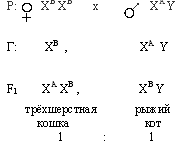 P: ♀ X^B X^B x ♂ X^A Y
Г: X^B , X^A Y
F₁ X^A X^B , X^B Y
трёхшерстная рыжий
кошка кот
1 : 1